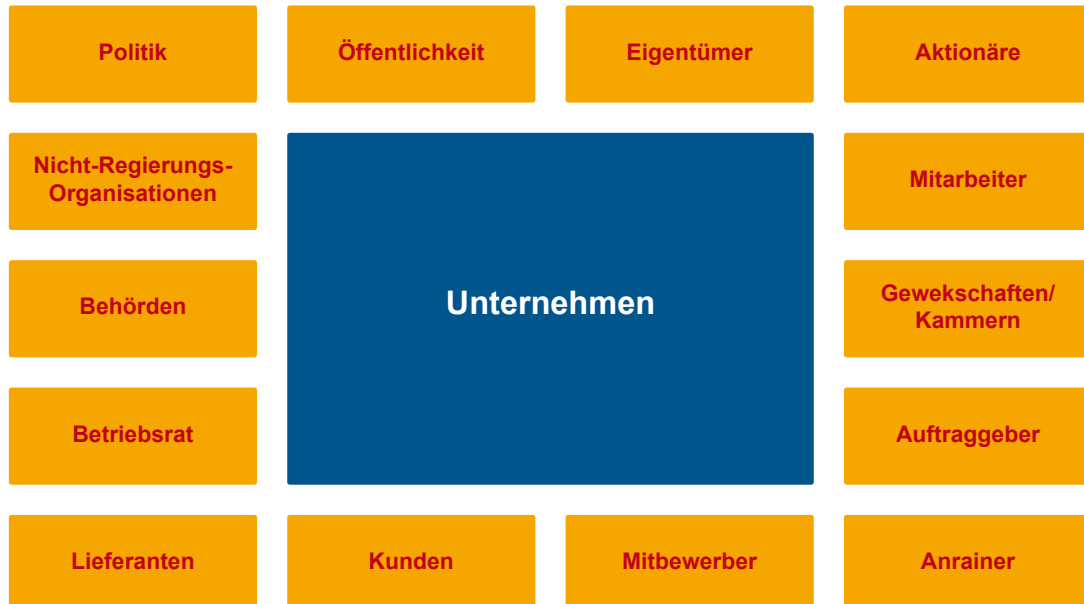 Politik
Öffentlichkeit
Eigentümer
Aktionäre
Nicht-Regierungs-
Organisationen
Mitarbeiter
Behörden
Unternehmen
Gewekschaften/
Kammern
Betriebsrat
Auftraggeber
Lieferanten
Kunden
Mitbewerber
Anrainer